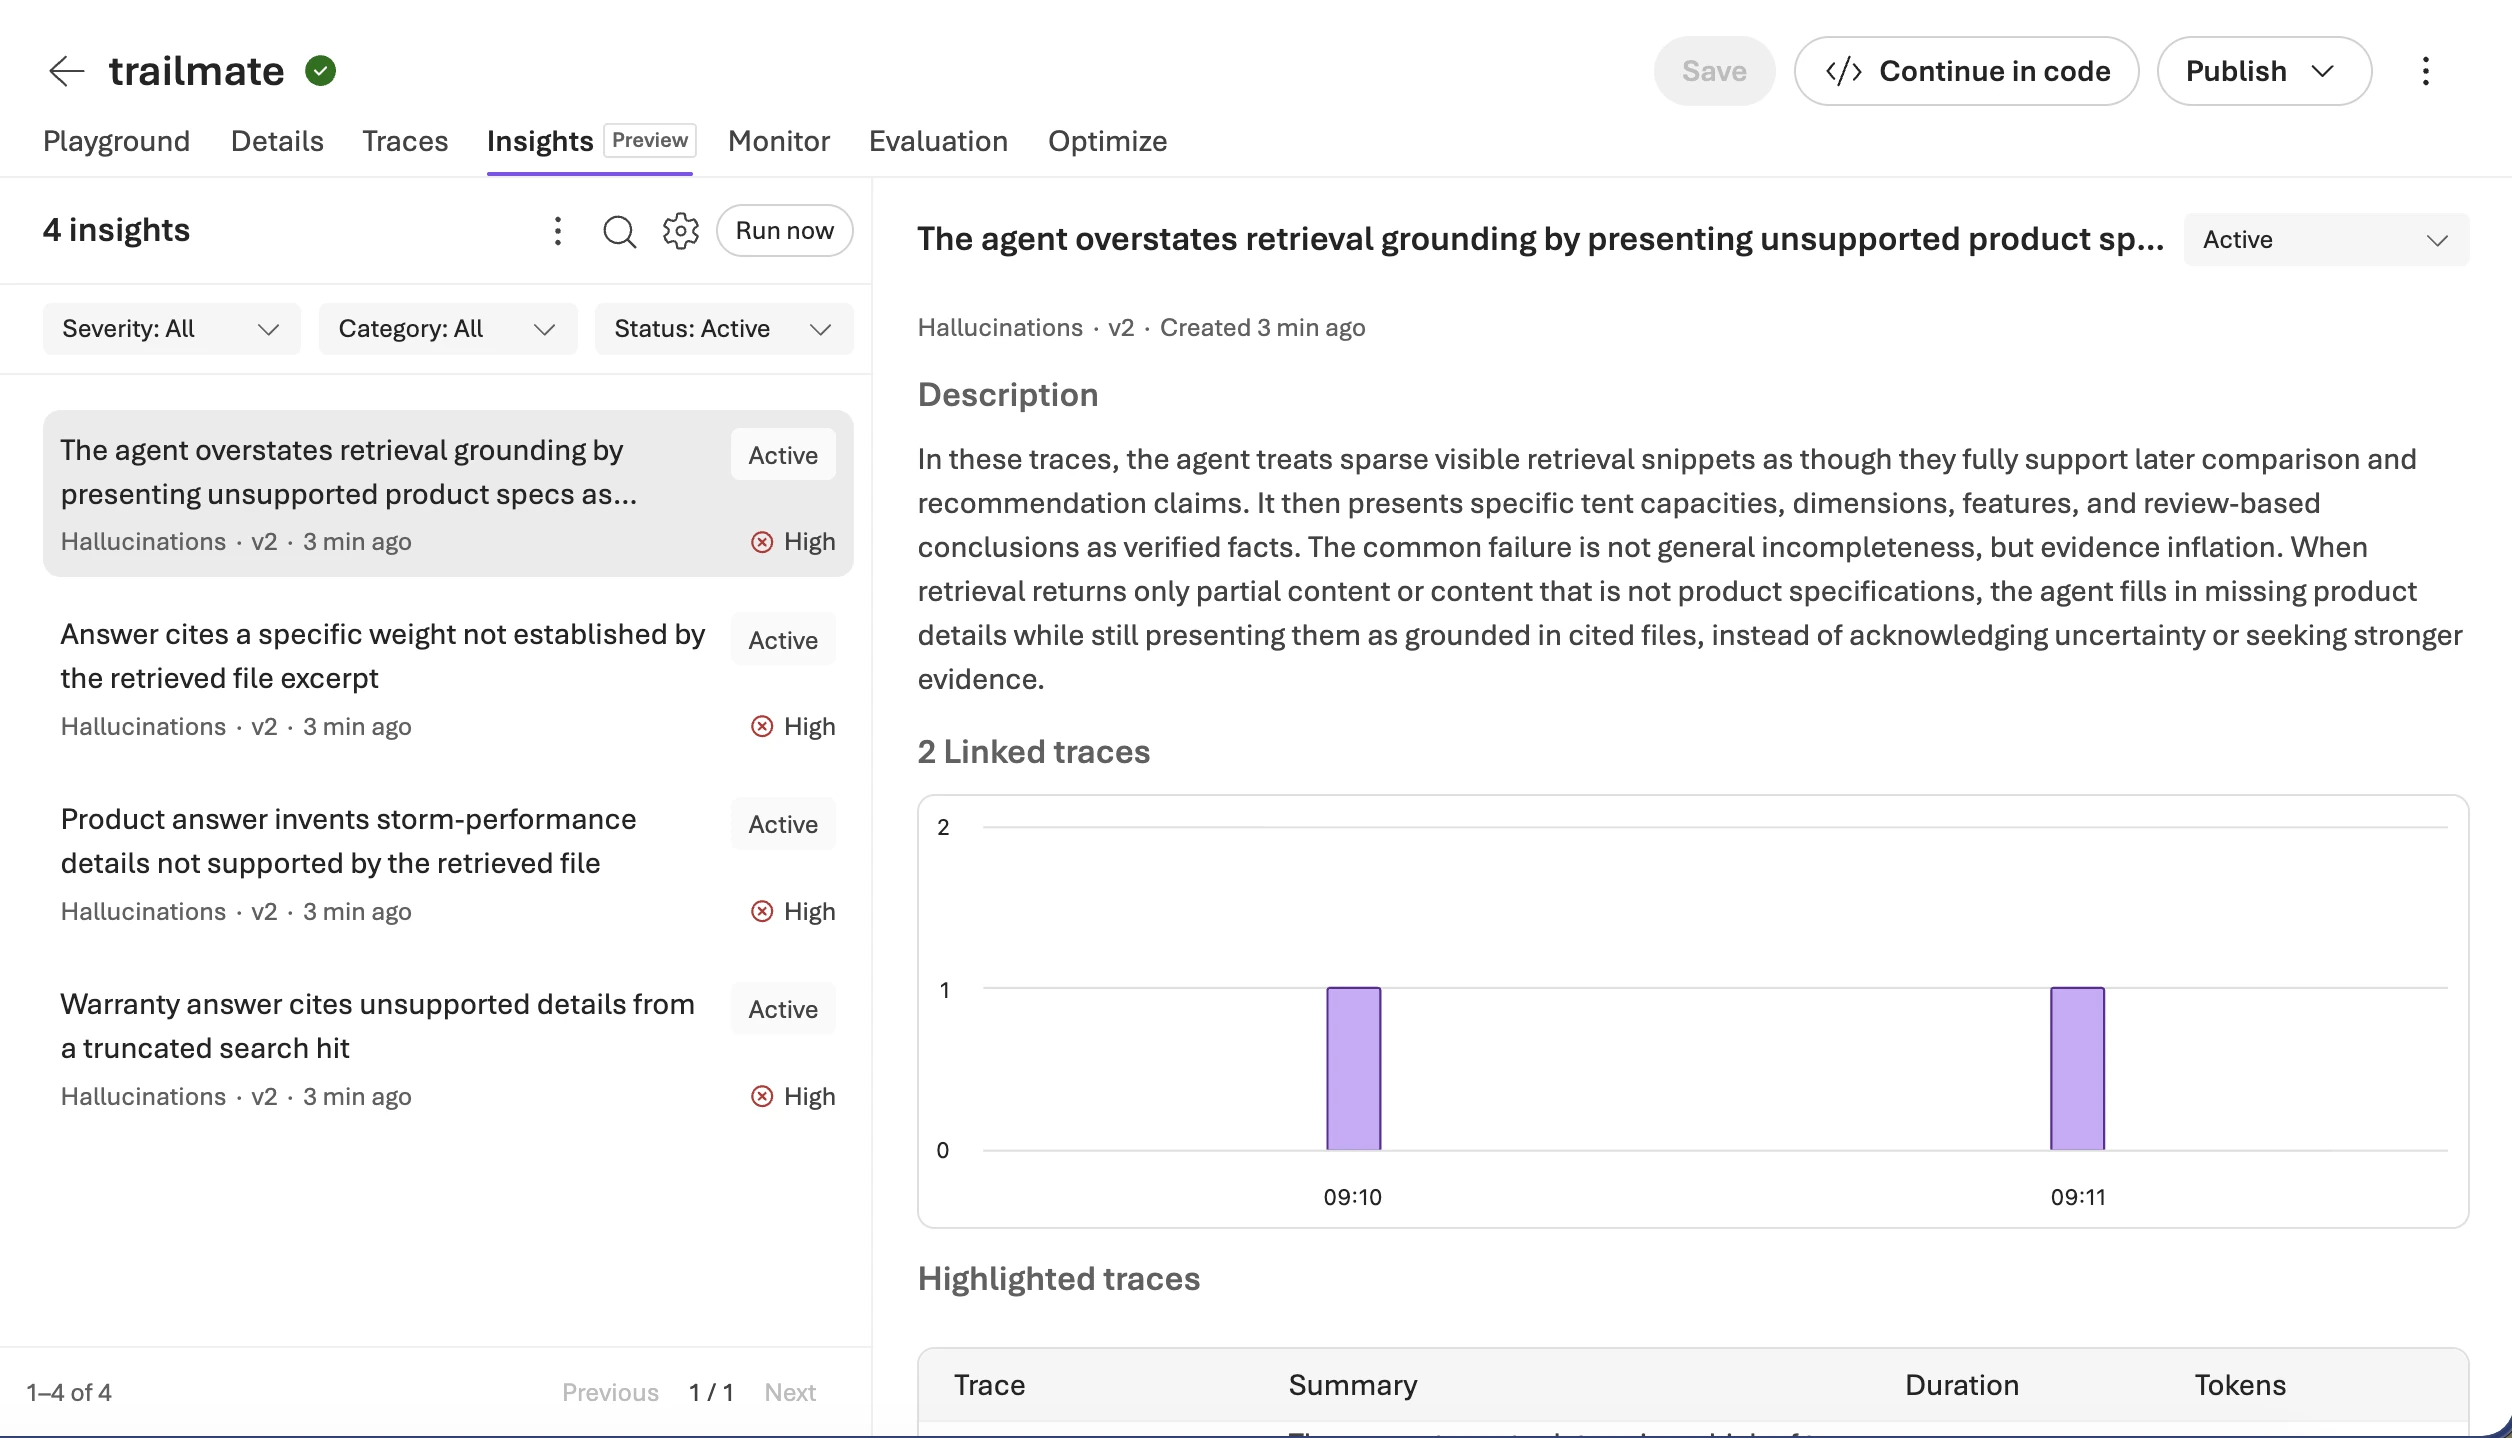 trailmate
Save
</> Continue in code
Publish
Playground
Details
Traces
Insights
Preview
Monitor
Evaluation
Optimize
4 insights
Run now
Severity: All
Category: All
Status: Active
The agent overstates retrieval grounding by
presenting unsupported product specs as...
Active
Hallucinations · v2 · 3 min ago
High
Answer cites a specific weight not established by
the retrieved file excerpt
Active
Hallucinations · v2 · 3 min ago
High
Product answer invents storm-performance
details not supported by the retrieved file
Active
Hallucinations · v2 · 3 min ago
High
Warranty answer cites unsupported details from
a truncated search hit
Active
Hallucinations · v2 · 3 min ago
High
1–4 of 4
Previous
1 / 1
Next
The agent overstates retrieval grounding by presenting unsupported product sp...
Active
Hallucinations · v2 · Created 3 min ago
Description
In these traces, the agent treats sparse visible retrieval snippets as though they fully support later comparison and
recommendation claims. It then presents specific tent capacities, dimensions, features, and review-based
conclusions as verified facts. The common failure is not general incompleteness, but evidence inflation. When
retrieval returns only partial content or content that is not product specifications, the agent fills in missing product
details while still presenting them as grounded in cited files, instead of acknowledging uncertainty or seeking stronger
evidence.
2 Linked traces
2
1
0
09:10
09:11
Highlighted traces
Trace
Summary
Duration
Tokens